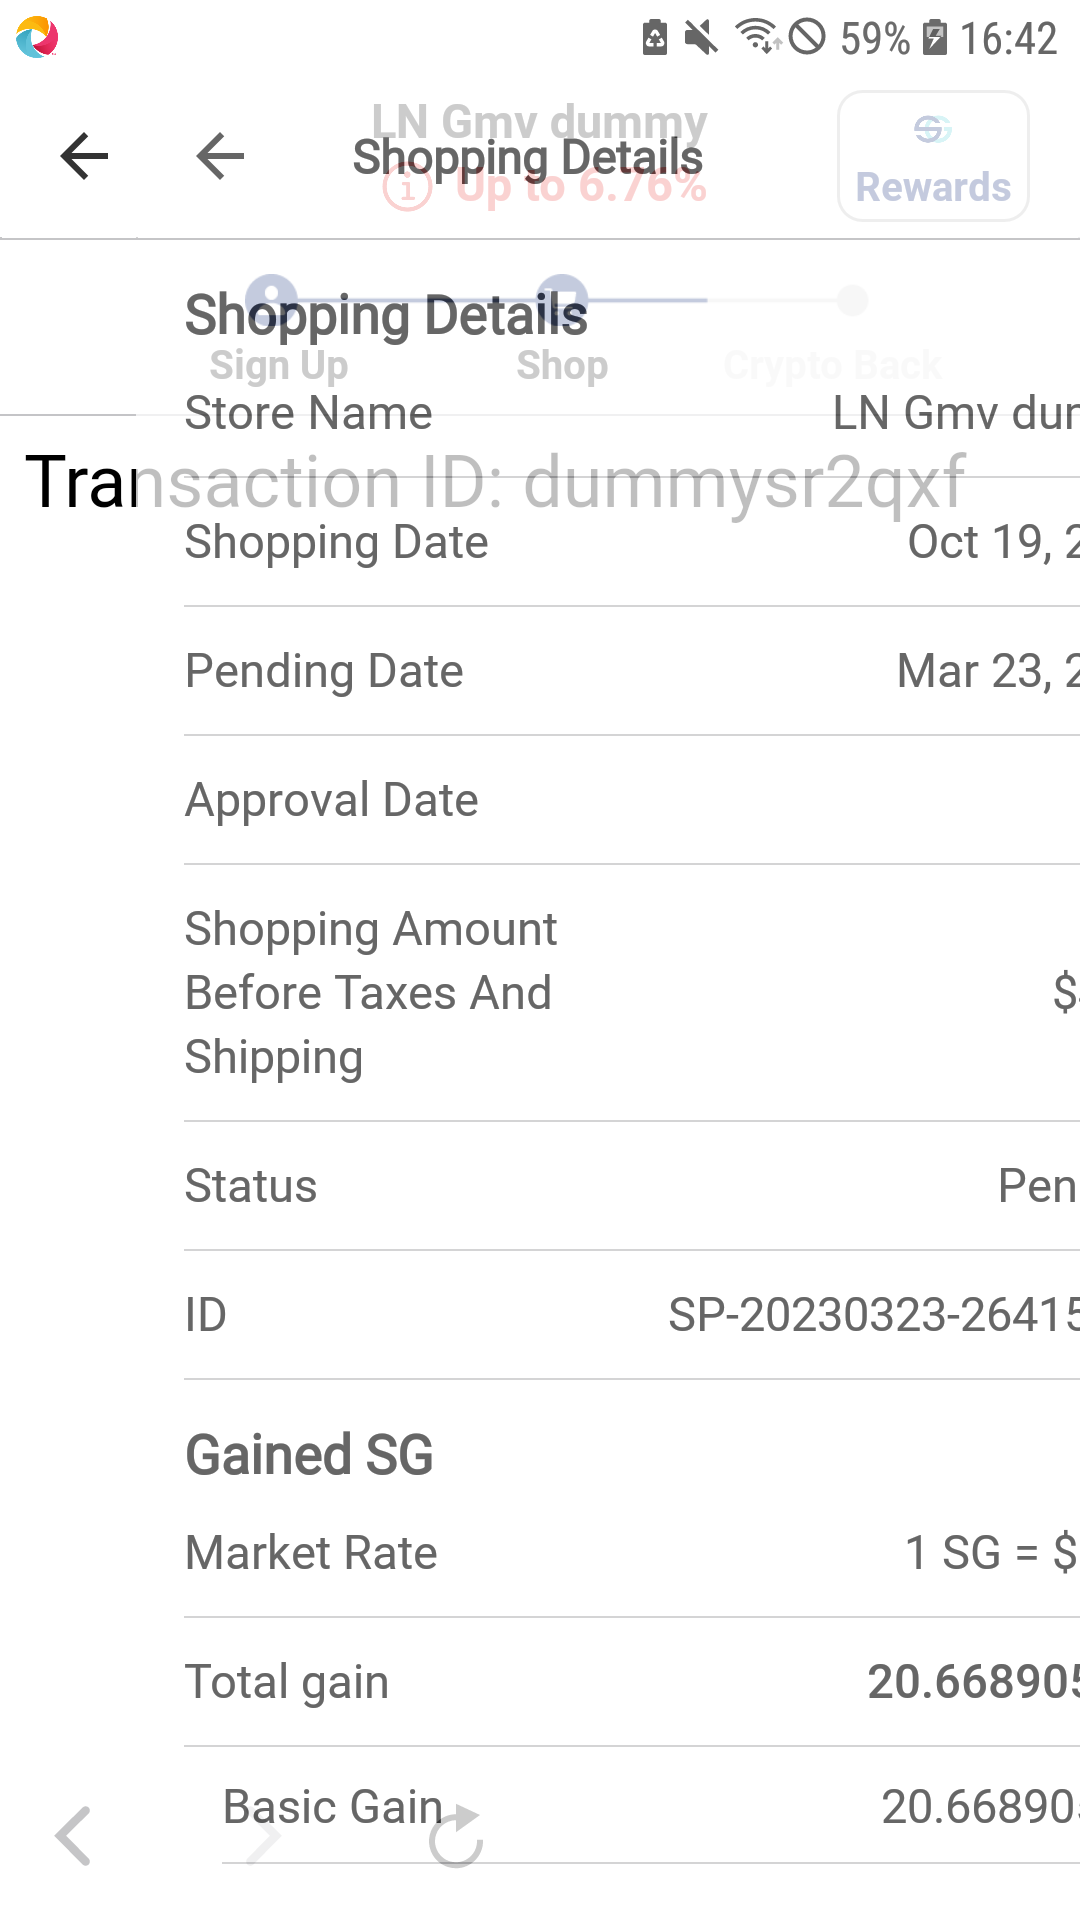 59% 16:42
LN Gmv dummy
Shopping Details
Up to 6.76%
Rewards
Shopping Details
Sign Up Shop Crypto Back
Store Name LN Gmv dum
Transaction ID: dummysr2qxf
Shopping Date Oct 19, 2
Pending Date Mar 23, 2
Approval Date
Shopping Amount
Before Taxes And $
Shipping
Status Pen
ID SP-20230323-26415
Gained SG
Market Rate 1 SG = $
Total gain 20.668905
Basic Gain 20.66890